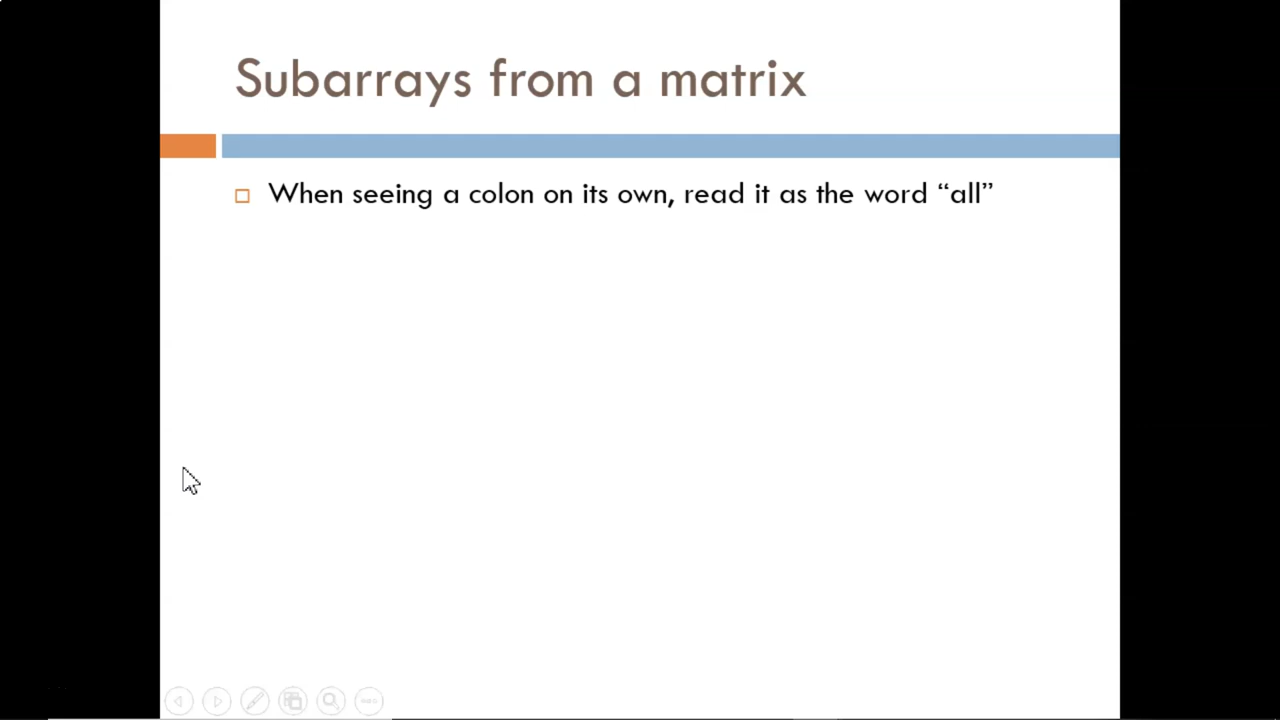 Subarrays from a matrix
When seeing a colon on its own, read it as the word “all”